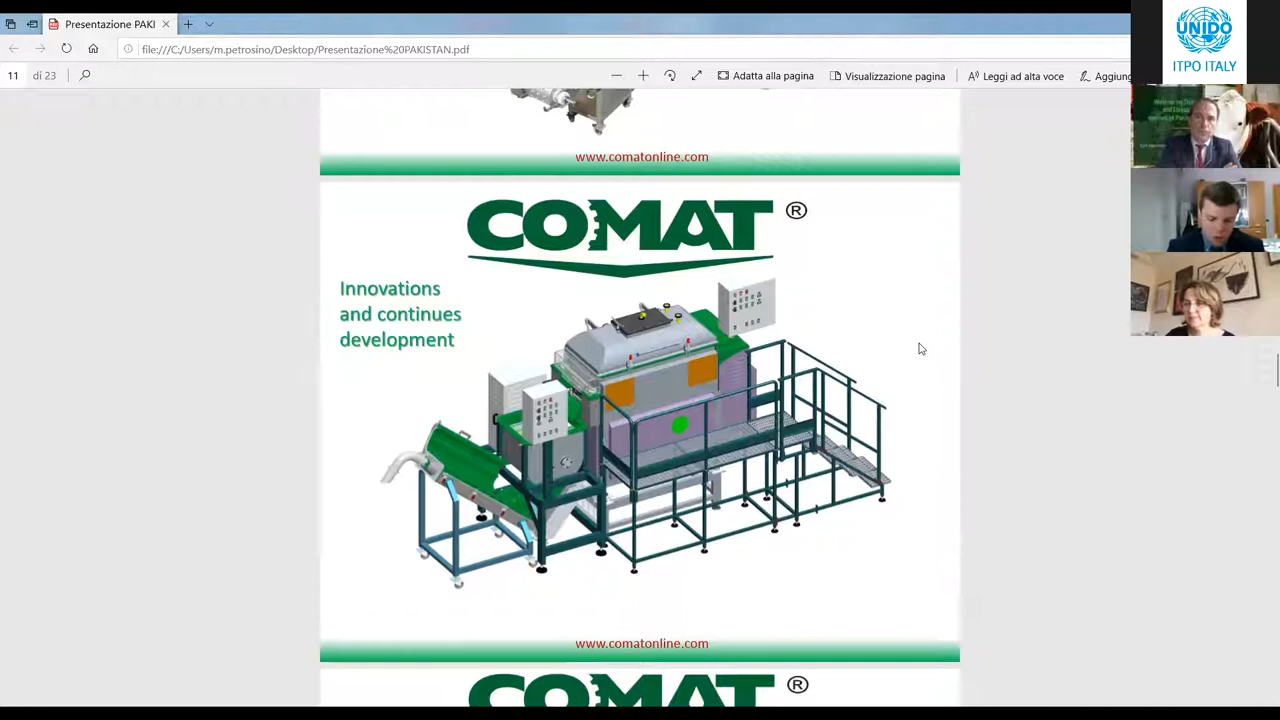 Presentazione PAKI
file:///C:/Users/m.petrosino/Desktop/Presentazione%20PAKISTAN.pdf
11 di 23
Adatta alla pagina
Visualizzazione pagina
Leggi ad alta voce
Aggiung
UNIDO
ITPO ITALY
www.comatonline.com
COMAT ®
Innovations
and continues
development
www.comatonline.com
COMAT ®